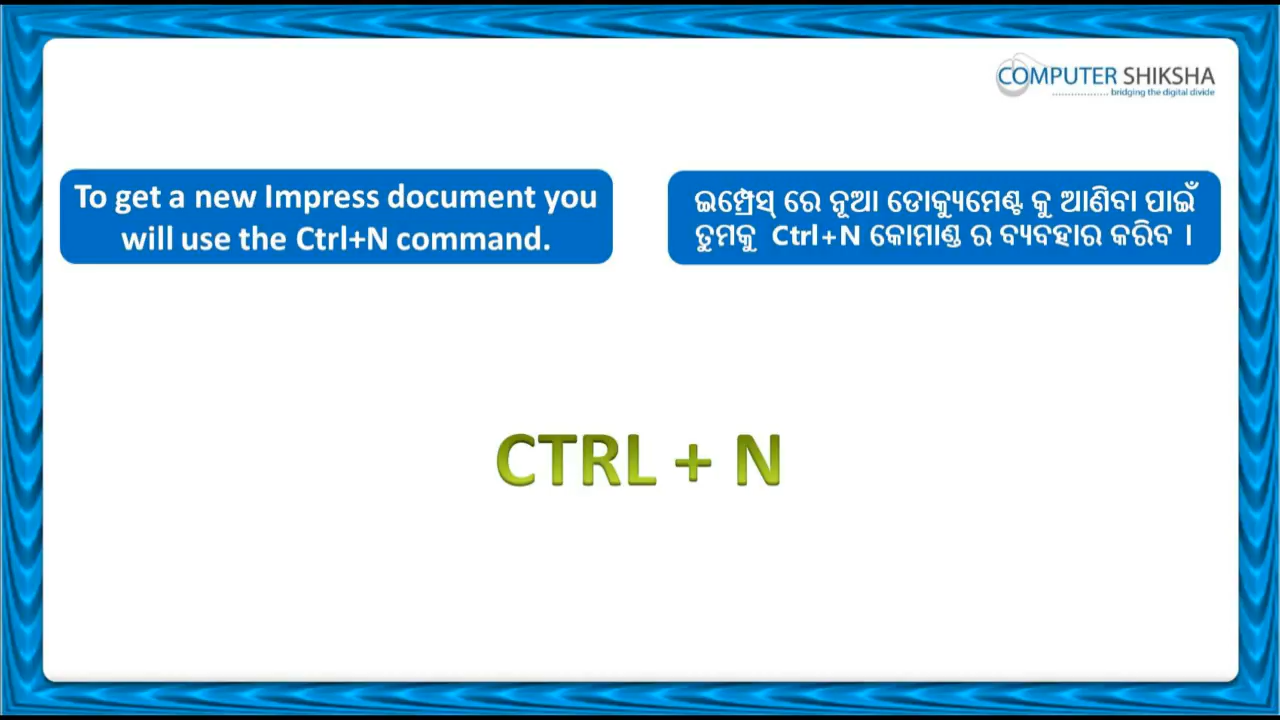 COMPUTER SHIKSHA
bridging the digital divide
To get a new Impress document you
will use the Ctrl+N command.
ଇମ୍ପ୍ରେସ୍ ରେ ନୂଆ ଡୋକ୍ୟୁମେଣ୍ଟ କୁ ଆଣିବା ପାଇଁ
ତୁମକୁ Ctrl+N କୋମାଣ୍ଡ ର ବ୍ୟବହାର କରିବ ।
CTRL + N